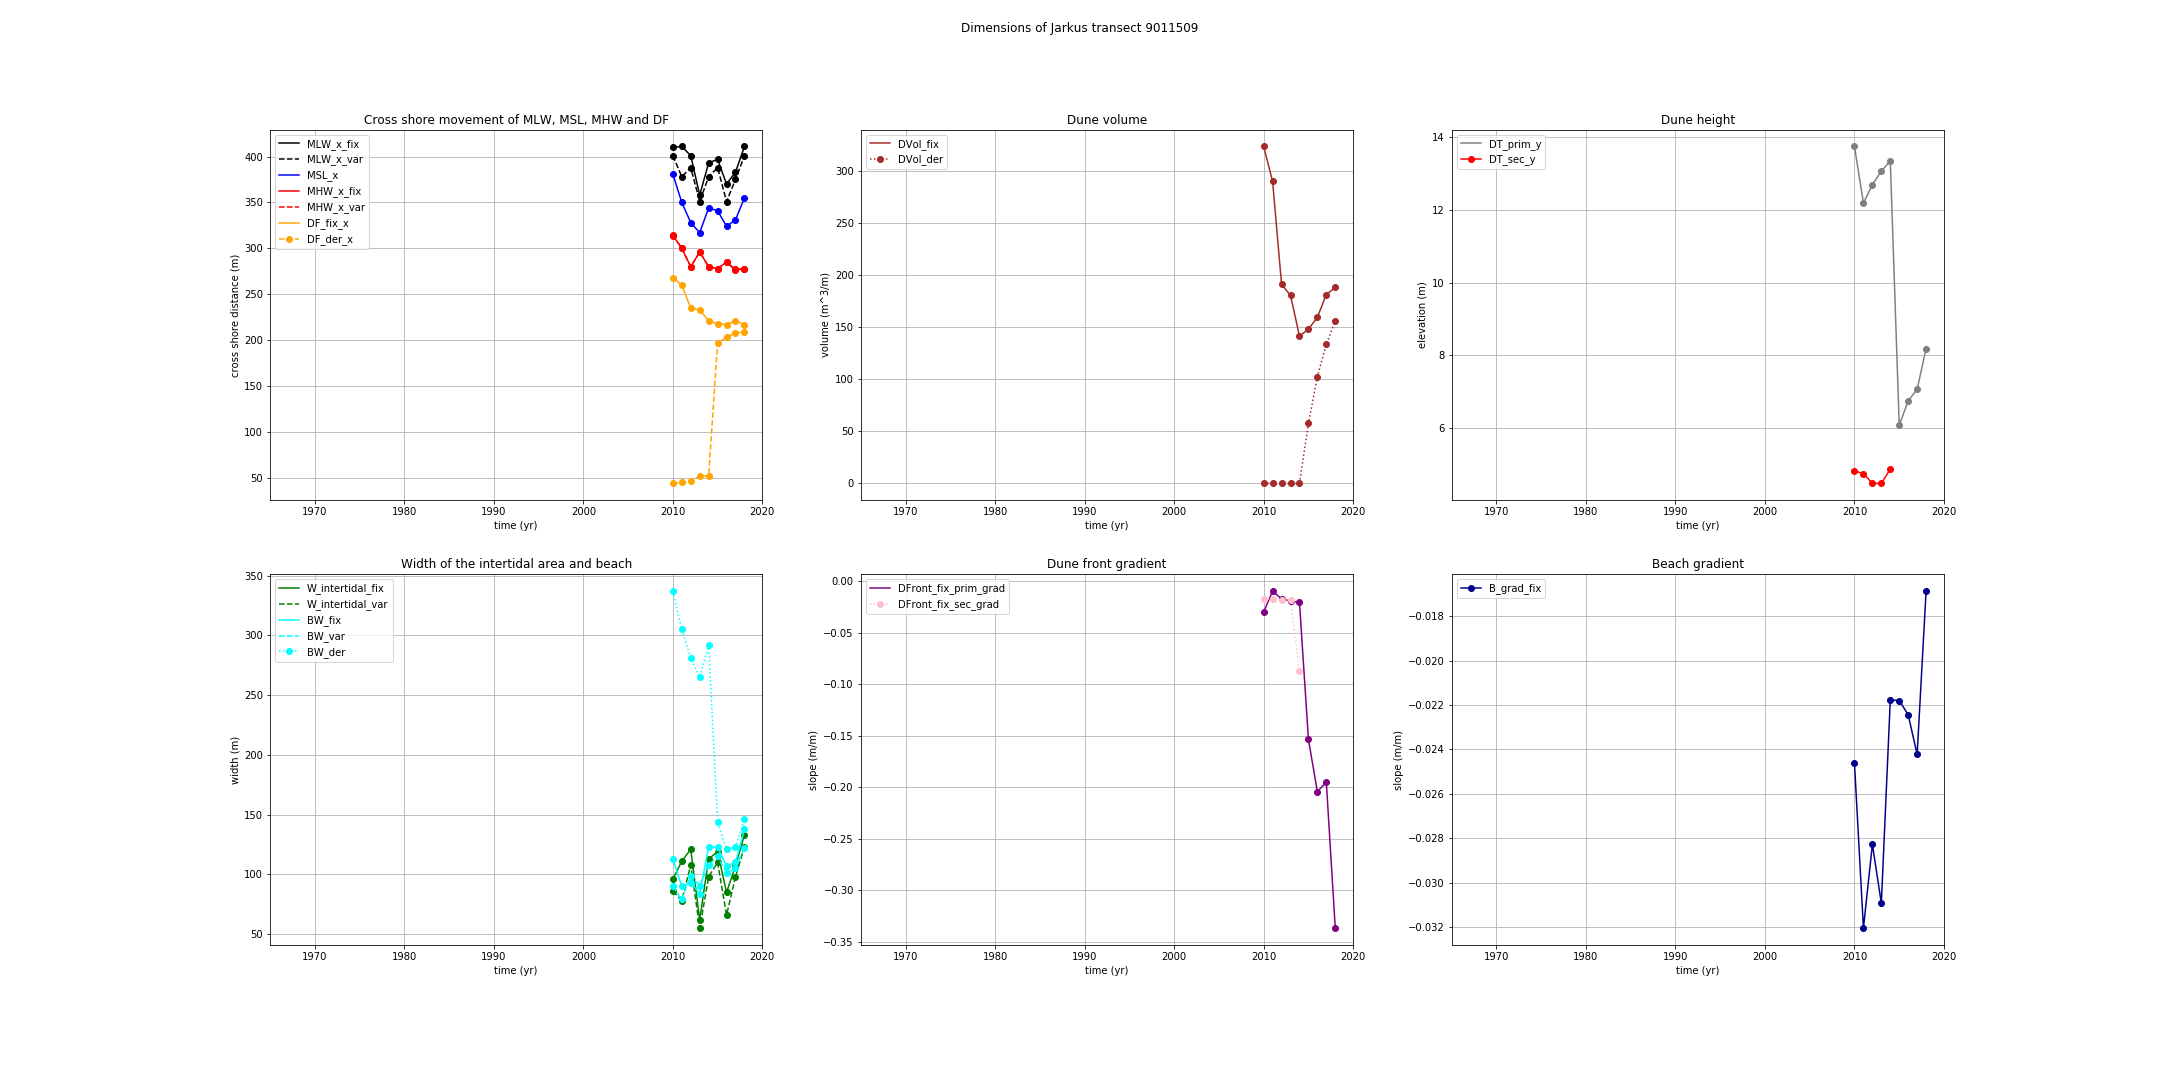 Dimensions of Jarkus transect 9011509
Cross shore movement of MLW, MSL, MHW and DF
MLW_x_fix
MLW_x_var
MSL_x
MHW_x_fix
MHW_x_var
DF_fix_x
DF_der_x
cross shore distance (m)
400
350
300
250
200
150
100
50
1970
1980
1990
2000
2010
2020
time (yr)
Dune volume
DVol_fix
DVol_der
volume (m^3/m)
300
250
200
150
100
50
0
1970
1980
1990
2000
2010
2020
time (yr)
Dune height
DT_prim_y
DT_sec_y
elevation (m)
14
12
10
8
6
1970
1980
1990
2000
2010
2020
time (yr)
Width of the intertidal area and beach
W_intertidal_fix
W_intertidal_var
BW_fix
BW_var
BW_der
width (m)
350
300
250
200
150
100
50
1970
1980
1990
2000
2010
2020
time (yr)
Dune front gradient
DFront_fix_prim_grad
DFront_fix_sec_grad
slope (m/m)
0.00
−0.05
−0.10
−0.15
−0.20
−0.25
−0.30
−0.35
1970
1980
1990
2000
2010
2020
time (yr)
Beach gradient
B_grad_fix
slope (m/m)
−0.018
−0.020
−0.022
−0.024
−0.026
−0.028
−0.030
−0.032
1970
1980
1990
2000
2010
2020
time (yr)